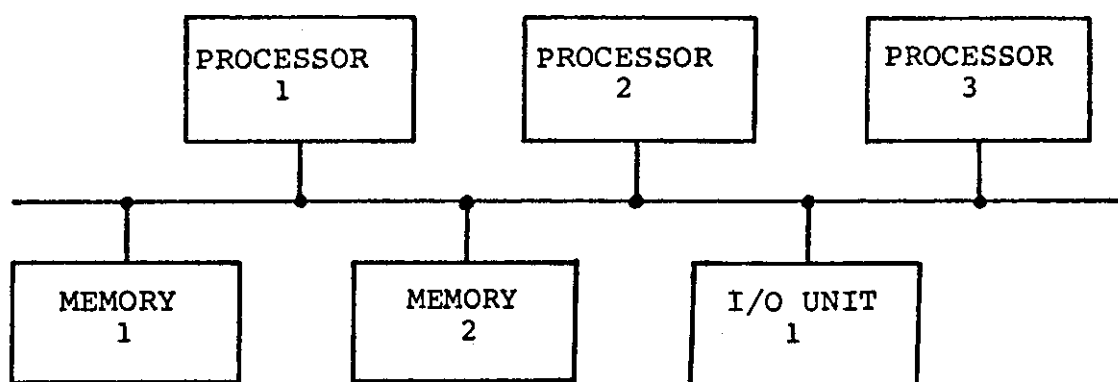 PROCESSOR
1
PROCESSOR
2
PROCESSOR
3
MEMORY
1
MEMORY
2
I/O UNIT
1